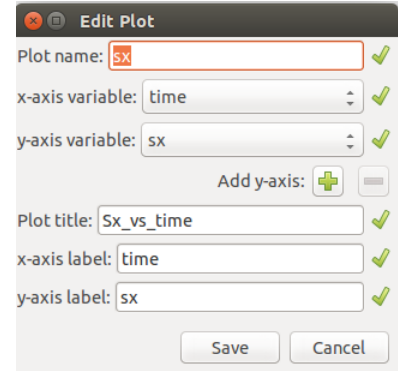 Edit Plot
Plot name: sx
x-axis variable: time
y-axis variable: sx
Add y-axis:
Plot title: Sx_vs_time
x-axis label: time
y-axis label: sx
Save Cancel